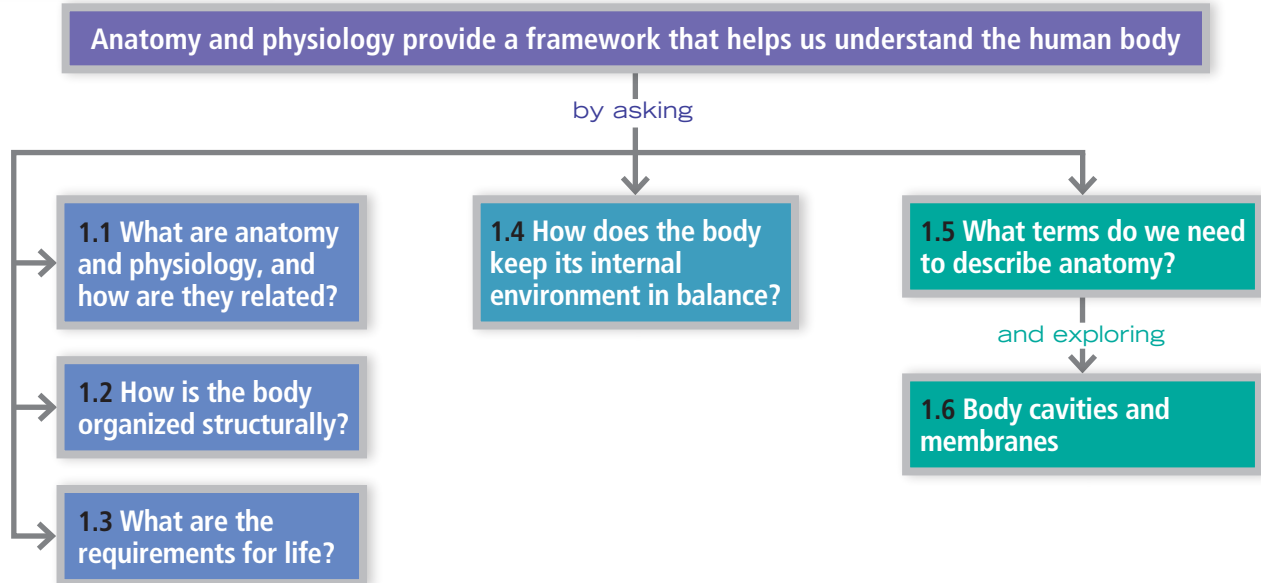 Anatomy and physiology provide a framework that helps us understand the human body
by asking
1.1 What are anatomy
and physiology, and
how are they related?
1.2 How is the body
organized structurally?
1.3 What are the
requirements for life?
1.4 How does the body
keep its internal
environment in balance?
1.5 What terms do we need
to describe anatomy?
and exploring
1.6 Body cavities and
membranes